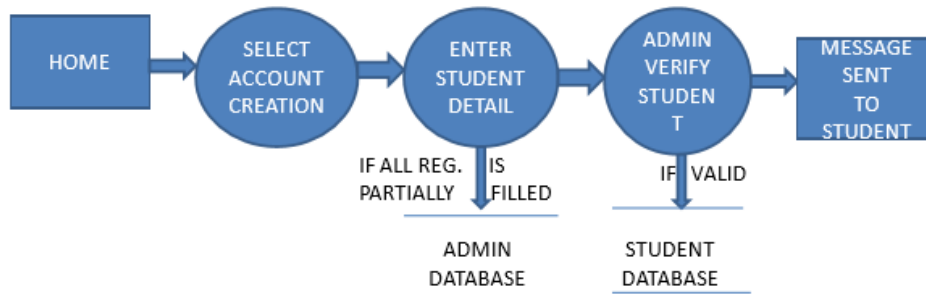 HOME
SELECT
ACCOUNT
CREATION
ENTER
STUDENT
DETAIL
ADMIN
VERIFY
STUDEN
T
MESSAGE
SENT
TO
STUDENT
IF ALL REG. IS
PARTIALLY FILLED
IF VALID
ADMIN
DATABASE
STUDENT
DATABASE